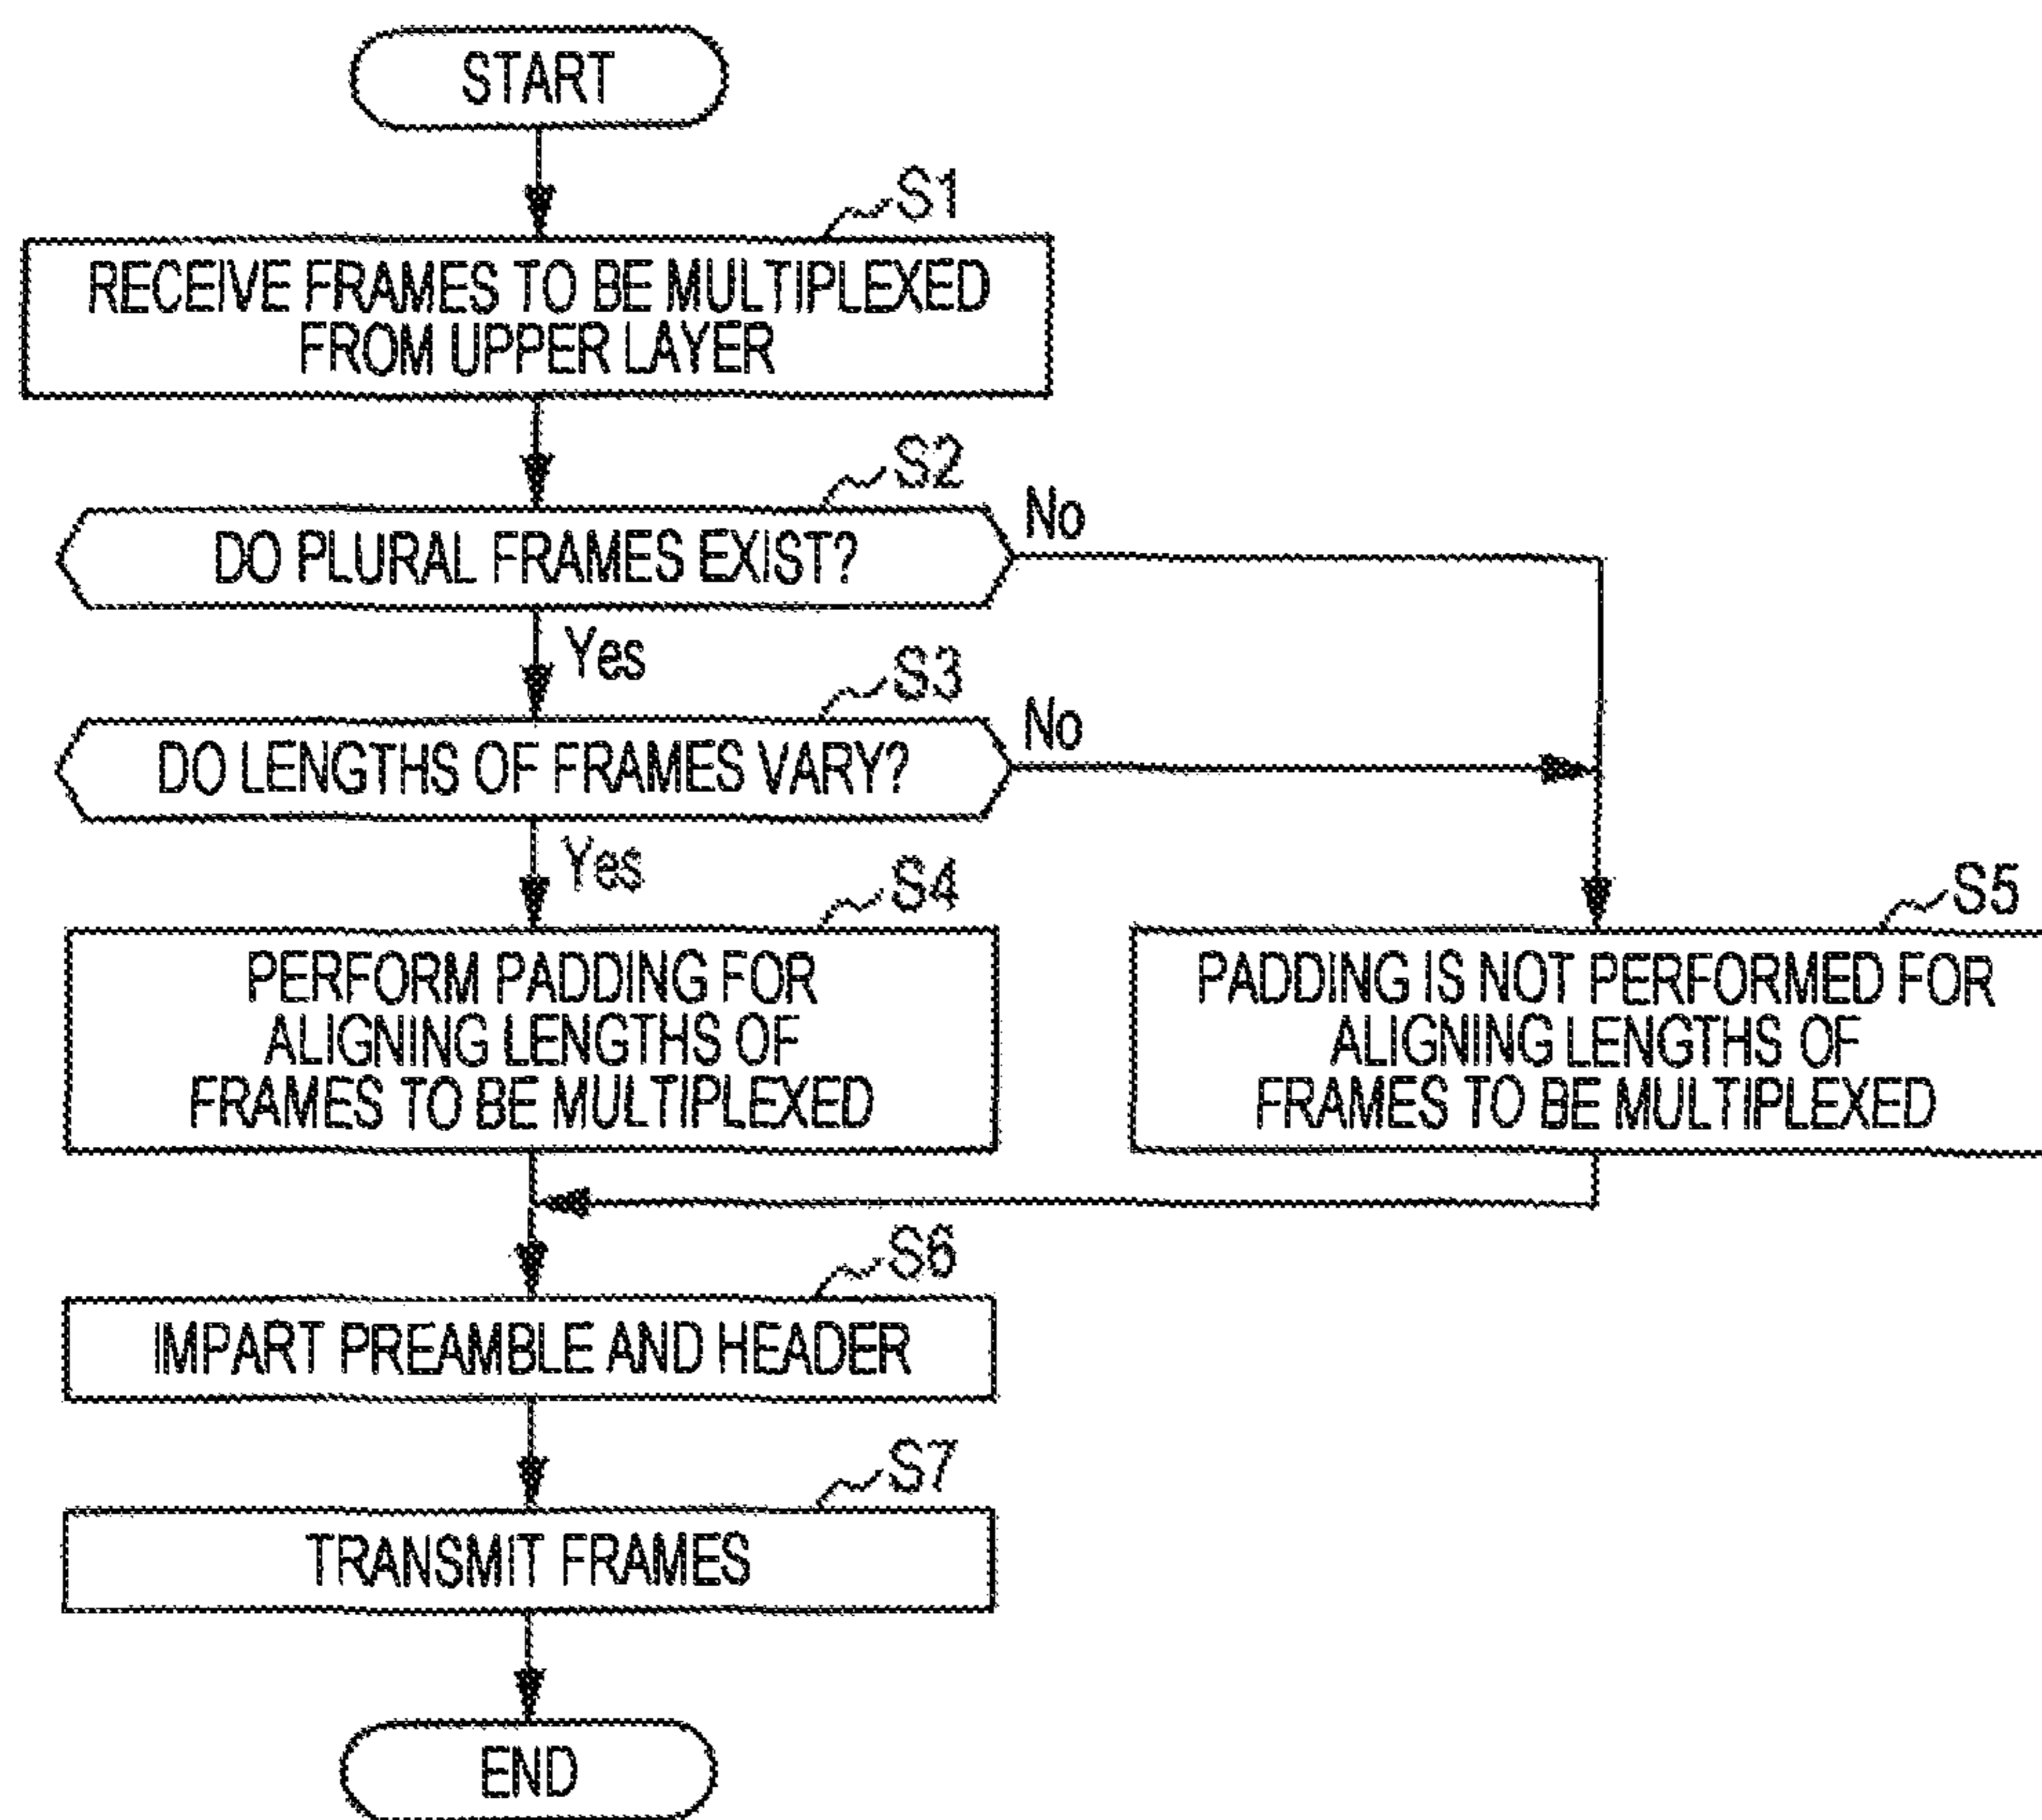 START
S1
RECEIVE FRAMES TO BE MULTIPLEXED
FROM UPPER LAYER
S2
DO PLURAL FRAMES EXIST?
No
Yes
S3
DO LENGTHS OF FRAMES VARY?
No
Yes
S4
PERFORM PADDING FOR
ALIGNING LENGTHS OF
FRAMES TO BE MULTIPLEXED
S5
PADDING IS NOT PERFORMED FOR
ALIGNING LENGTHS OF
FRAMES TO BE MULTIPLEXED
S6
IMPART PREAMBLE AND HEADER
S7
TRANSMIT FRAMES
END